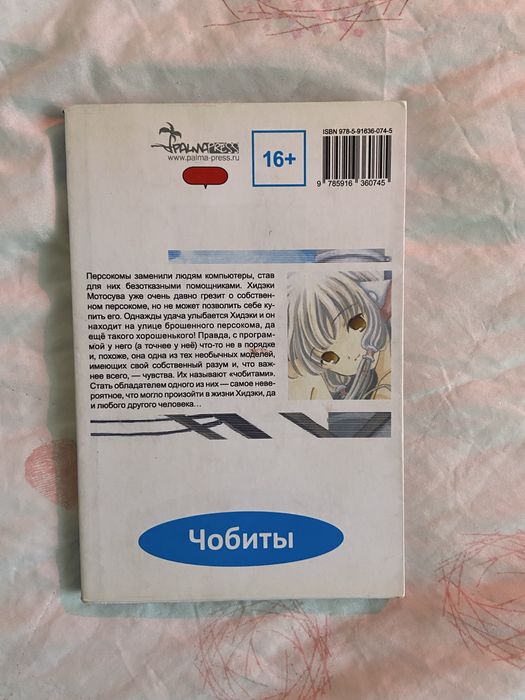 PALMAPRESS
www.palma-press.ru
16+
ISBN 978-5-91636-074-5
9 785916 360745
Персокомы заменили людям компьютеры, став
для них безотказными помощниками. Хидэки
Мотосува уже очень давно грезит о собствен-
ном персокоме, но не может позволить себе ку-
пить его. Однажды удача улыбается Хидэки и он
находит на улице брошенного персокома, да
ещё такого хорошенького! Правда, с програм-
мой у него (а точнее у неё) что-то не в порядке
и, похоже, она одна из тех необычных моделей,
имеющих свой собственный разум и, что важ-
нее всего, — чувства. Их называют «чобитами».
Стать обладателем одного из них — самое неве-
роятное, что могло произойти в жизни Хидэки, да
и любого другого человека…
Чобиты